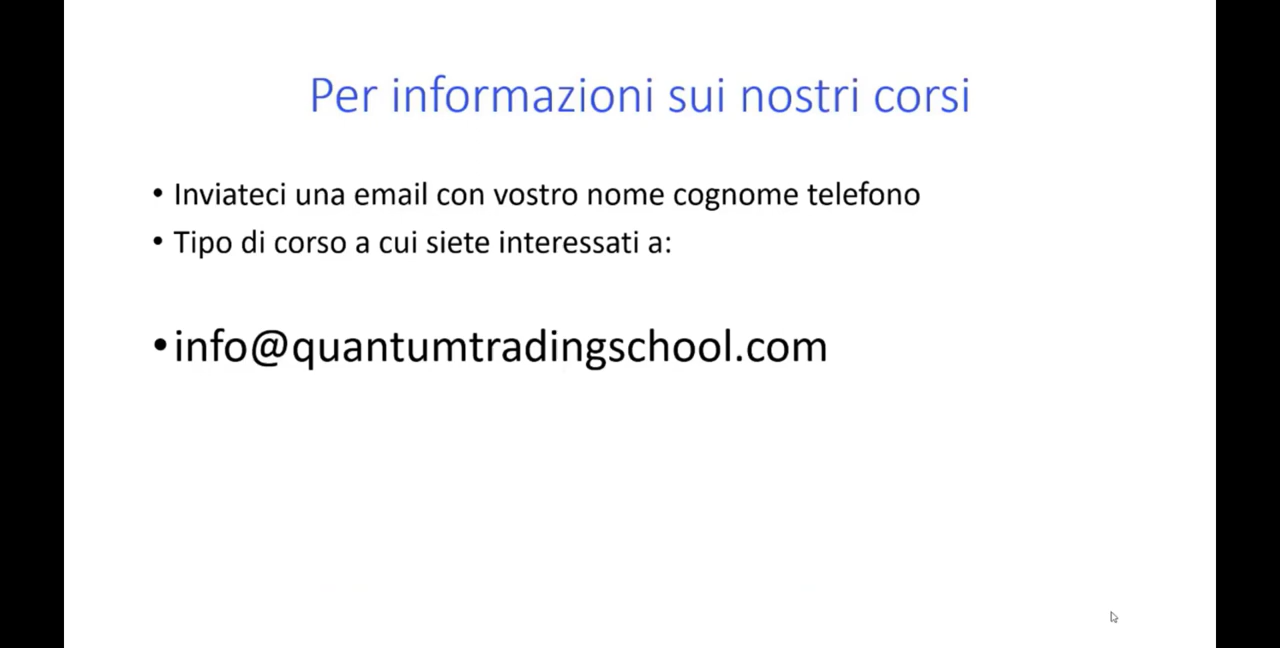 Per informazioni sui nostri corsi
• Inviateci una email con vostro nome cognome telefono
• Tipo di corso a cui siete interessati a:
• info@quantumtradingschool.com